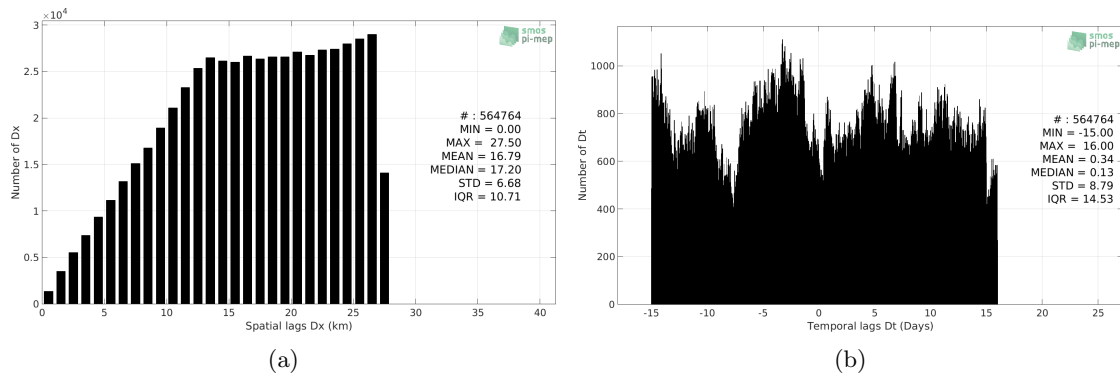 ×10⁴
3
2.5
2
1.5
1
0.5
0
Number of Dx
smos
pi-mep
# : 564764
MIN = 0.00
MAX = 27.50
MEAN = 16.79
MEDIAN = 17.20
STD = 6.68
IQR = 10.71
0 5 10 15 20 25 30 35 40
Spatial lags Dx (km)
(a)
1000
800
600
400
200
0
Number of Dt
smos
pi-mep
# : 564764
MIN = -15.00
MAX = 16.00
MEAN = 0.34
MEDIAN = 0.13
STD = 8.79
IQR = 14.53
-15 -10 -5 0 5 10 15 20 25
Temporal lags Dt (Days)
(b)